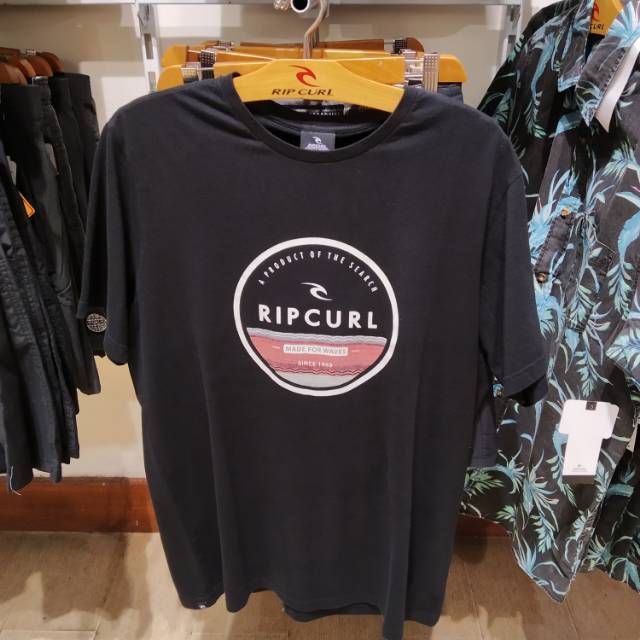 RIP CURL
A PRODUCT OF THE SEARCH
RIPCURL
MADE FOR WAVES
SINCE 1969